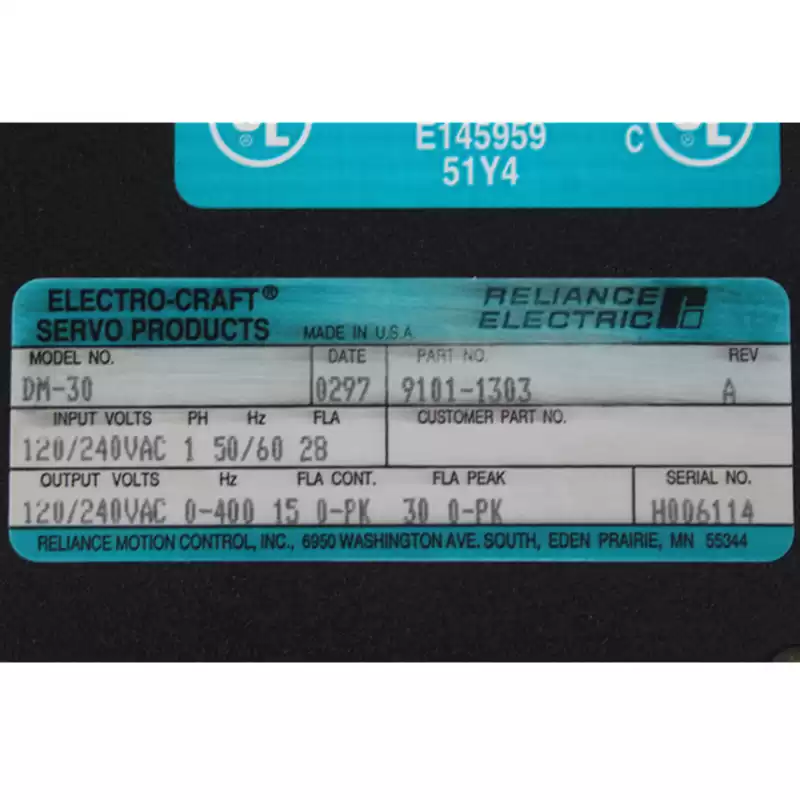 UL E145959 C UL
51Y4
ELECTRO-CRAFT® RELIANCE
SERVO PRODUCTS MADE IN U.S.A. ELECTRIC
MODEL NO. DATE PART NO. REV
DM-30 0297 9101-1303 A
INPUT VOLTS PH Hz FLA CUSTOMER PART NO.
120/240VAC 1 50/60 28
OUTPUT VOLTS Hz FLA CONT. FLA PEAK SERIAL NO.
120/240VAC 0-400 15 0-PK 30 0-PK H006114
RELIANCE MOTION CONTROL, INC., 6950 WASHINGTON AVE. SOUTH, EDEN PRAIRIE, MN 55344